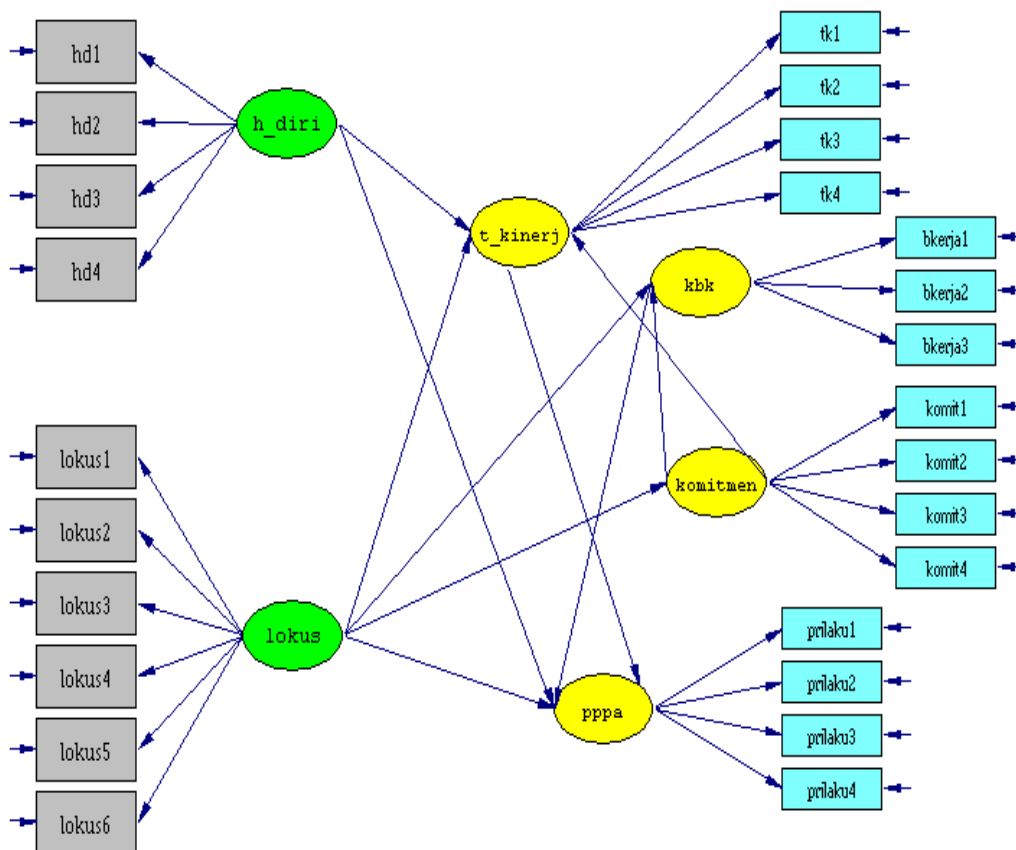 hd1
hd2
hd3
hd4
h_diri
t_kinerj
tk1
tk2
tk3
tk4
kbk
bkerja1
bkerja2
bkerja3
komitmen
komit1
komit2
komit3
komit4
lokus1
lokus2
lokus3
lokus4
lokus5
lokus6
lokus
pppa
prilaku1
prilaku2
prilaku3
prilaku4